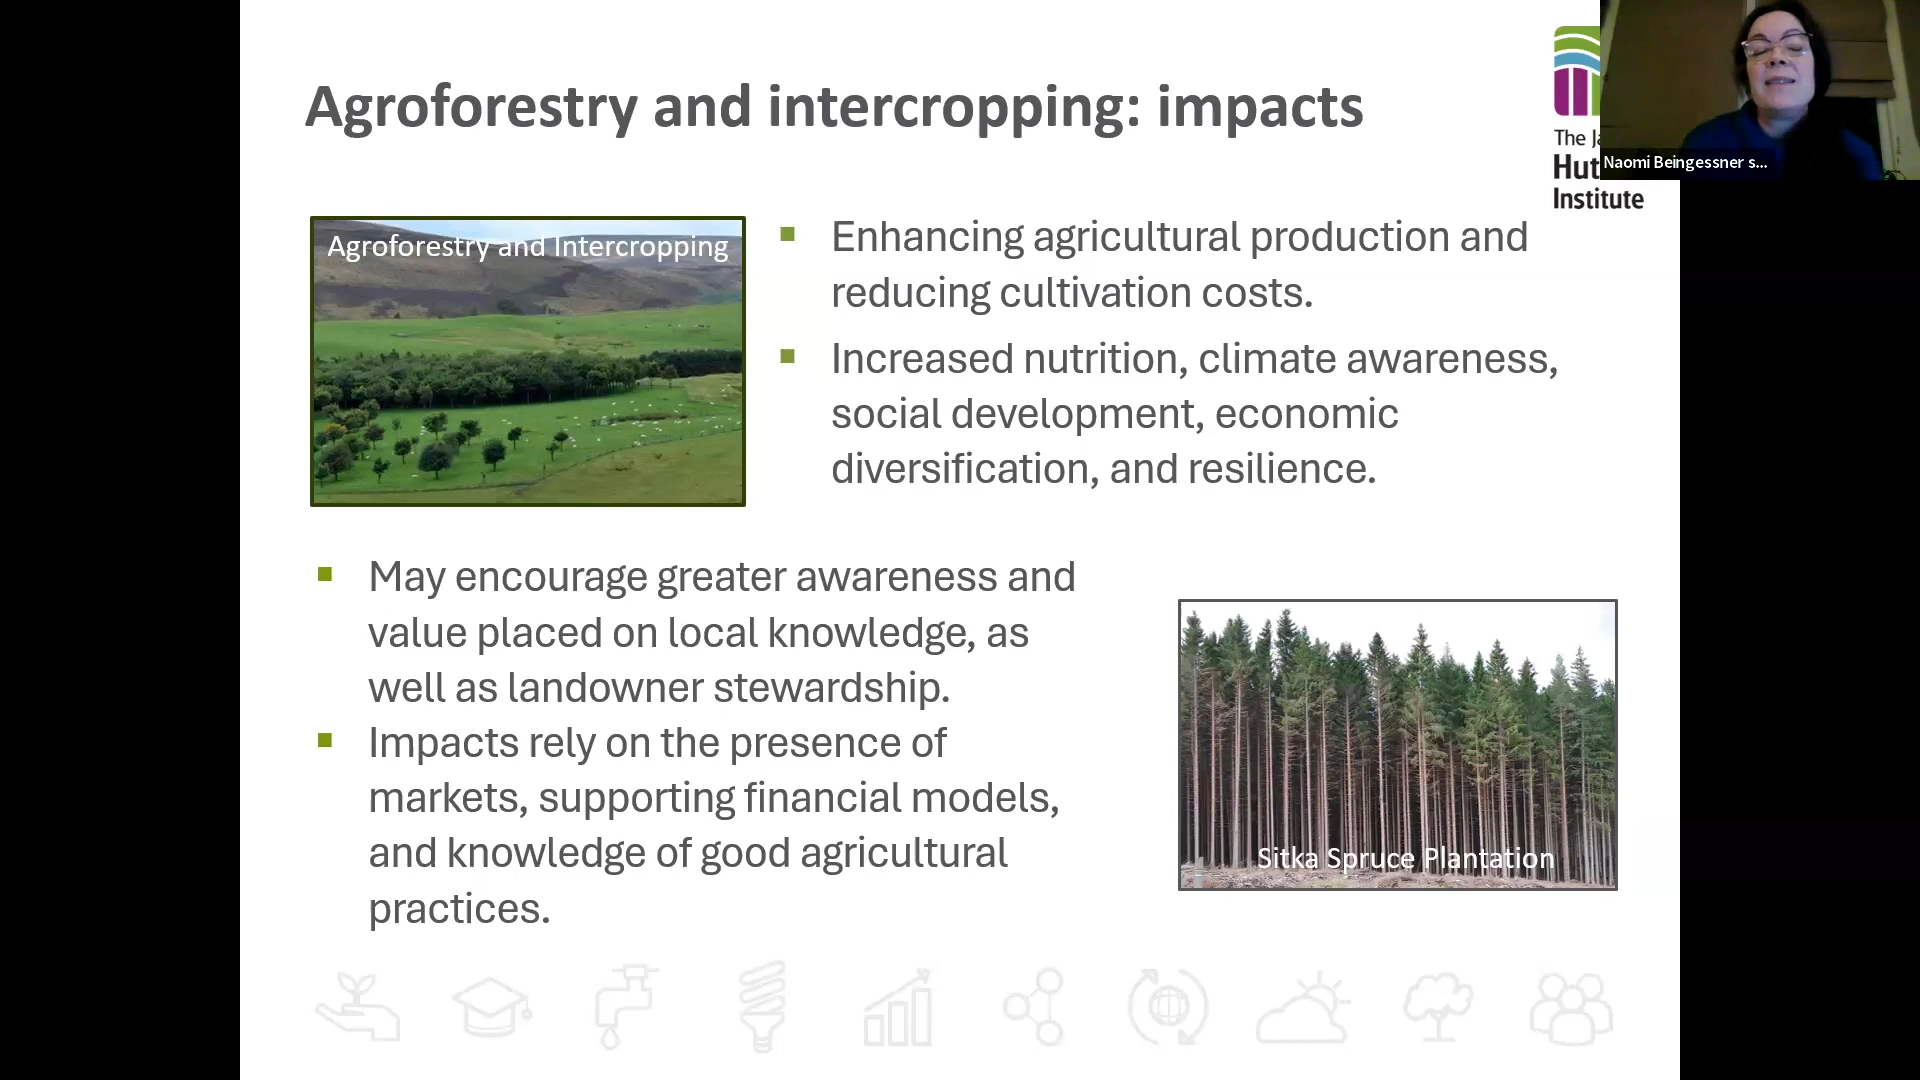 Agroforestry and intercropping: impacts
The
Hut
Institute
Naomi Beingessner s...
Agroforestry and Intercropping
Enhancing agricultural production and
reducing cultivation costs.
Increased nutrition, climate awareness,
social development, economic
diversification, and resilience.
May encourage greater awareness and
value placed on local knowledge, as
well as landowner stewardship.
Impacts rely on the presence of
markets, supporting financial models,
and knowledge of good agricultural
practices.
Sitka Spruce Plantation